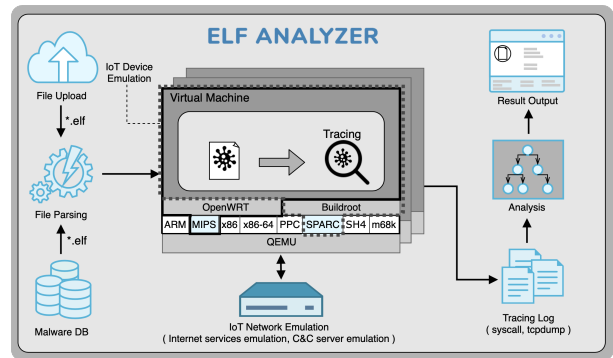 ELF ANALYZER
File Upload
*.elf
File Parsing
*.elf
Malware DB
IoT Device
Emulation
Virtual Machine
Tracing
OpenWRT
Buildroot
ARM MIPS x86 x86-64 PPC SPARC SH4 m68k
QEMU
IoT Network Emulation
( Internet services emulation, C&C server emulation )
Result Output
Analysis
Tracing Log
( syscall, tcpdump )